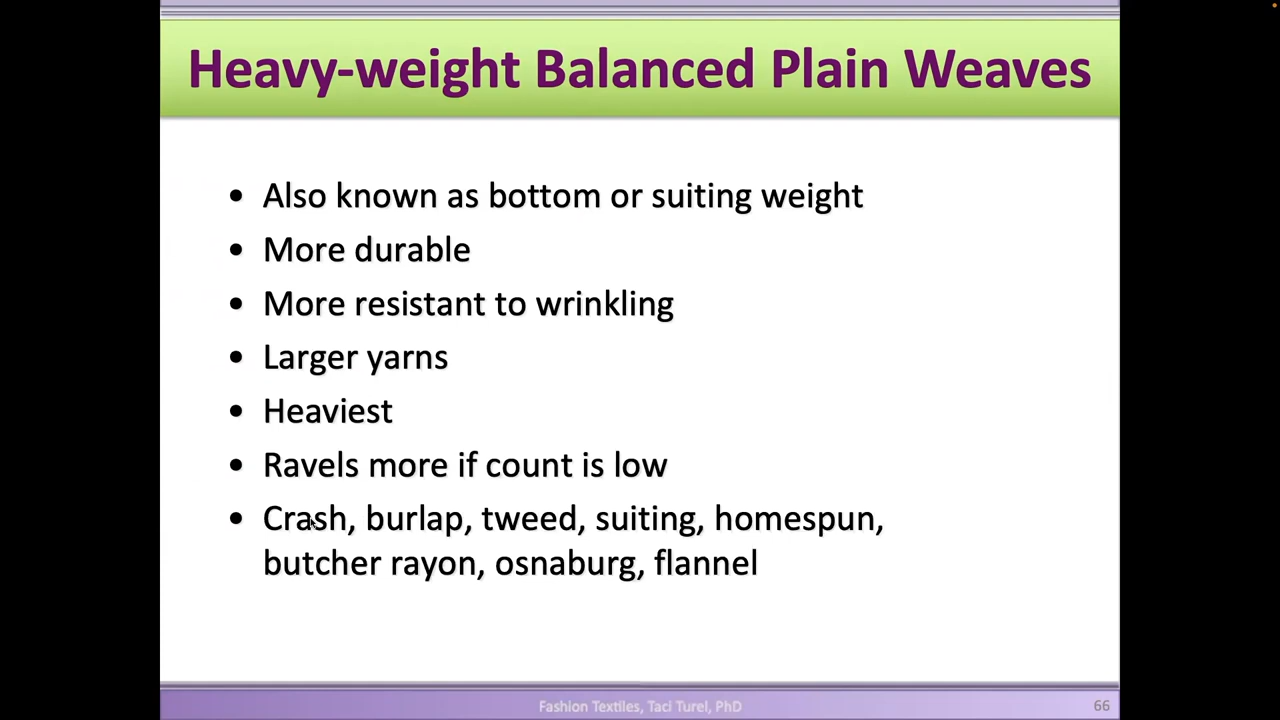 Heavy-weight Balanced Plain Weaves
• Also known as bottom or suiting weight
• More durable
• More resistant to wrinkling
• Larger yarns
• Heaviest
• Ravels more if count is low
• Crash, burlap, tweed, suiting, homespun,
butcher rayon, osnaburg, flannel
Fashion Textiles, Taci Turel, PhD
66